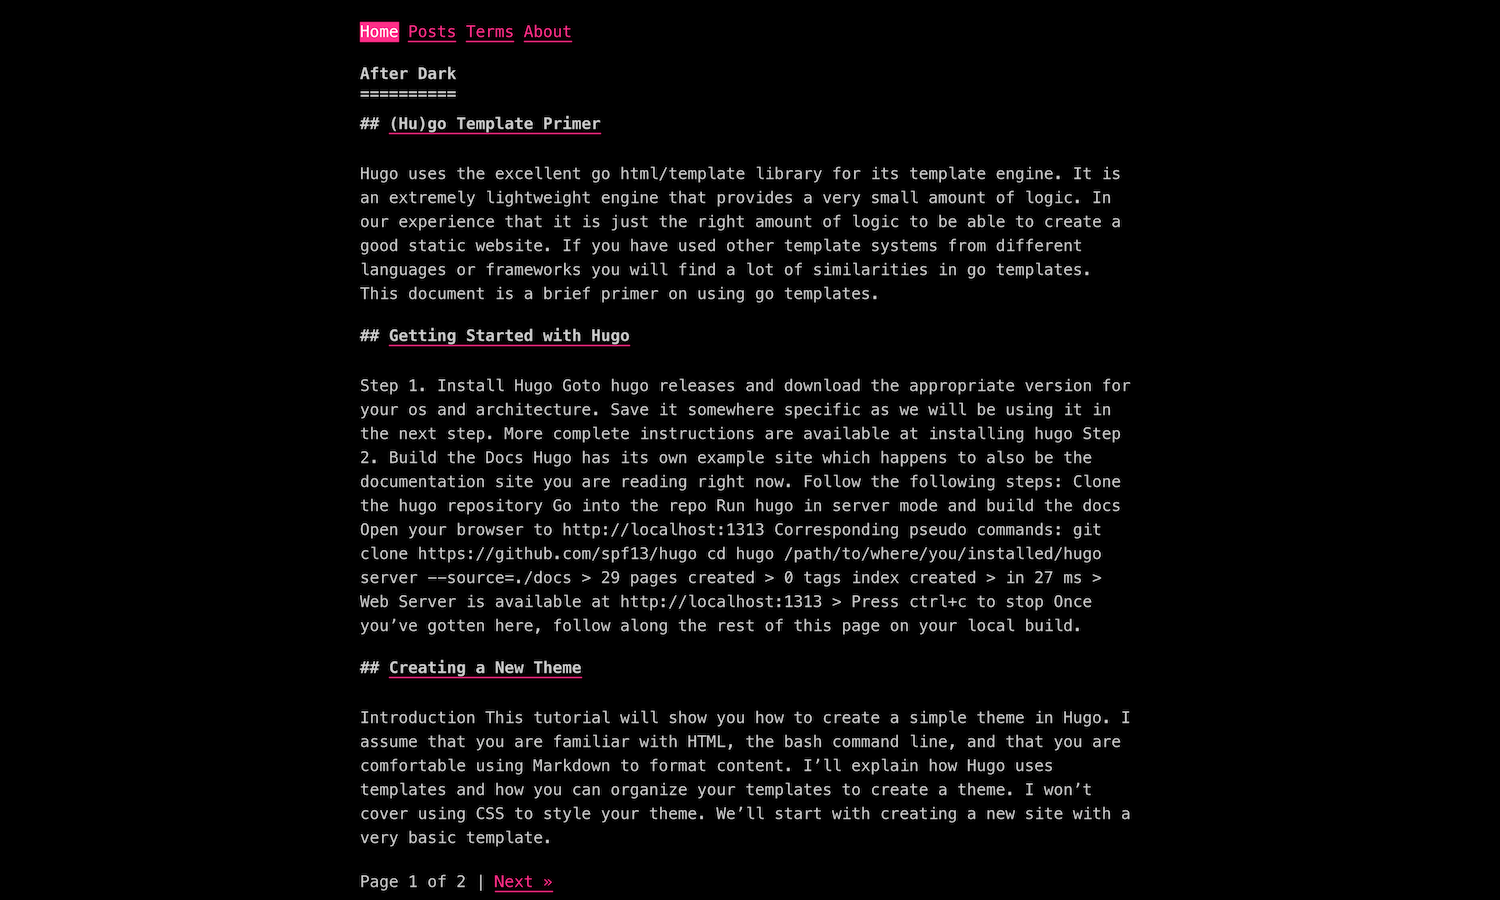 Home Posts Terms About
After Dark
==========
## (Hu)go Template Primer
Hugo uses the excellent go html/template library for its template engine. It is
an extremely lightweight engine that provides a very small amount of logic. In
our experience that it is just the right amount of logic to be able to create a
good static website. If you have used other template systems from different
languages or frameworks you will find a lot of similarities in go templates.
This document is a brief primer on using go templates.
## Getting Started with Hugo
Step 1. Install Hugo Goto hugo releases and download the appropriate version for
your os and architecture. Save it somewhere specific as we will be using it in
the next step. More complete instructions are available at installing hugo Step
2. Build the Docs Hugo has its own example site which happens to also be the
documentation site you are reading right now. Follow the following steps: Clone
the hugo repository Go into the repo Run hugo in server mode and build the docs
Open your browser to http://localhost:1313 Corresponding pseudo commands: git
clone https://github.com/spf13/hugo cd hugo /path/to/where/you/installed/hugo
server --source=./docs > 29 pages created > 0 tags index created > in 27 ms >
Web Server is available at http://localhost:1313 > Press ctrl+c to stop Once
you’ve gotten here, follow along the rest of this page on your local build.
## Creating a New Theme
Introduction This tutorial will show you how to create a simple theme in Hugo. I
assume that you are familiar with HTML, the bash command line, and that you are
comfortable using Markdown to format content. I’ll explain how Hugo uses
templates and how you can organize your templates to create a theme. I won’t
cover using CSS to style your theme. We’ll start with creating a new site with a
very basic template.
Page 1 of 2 | Next »